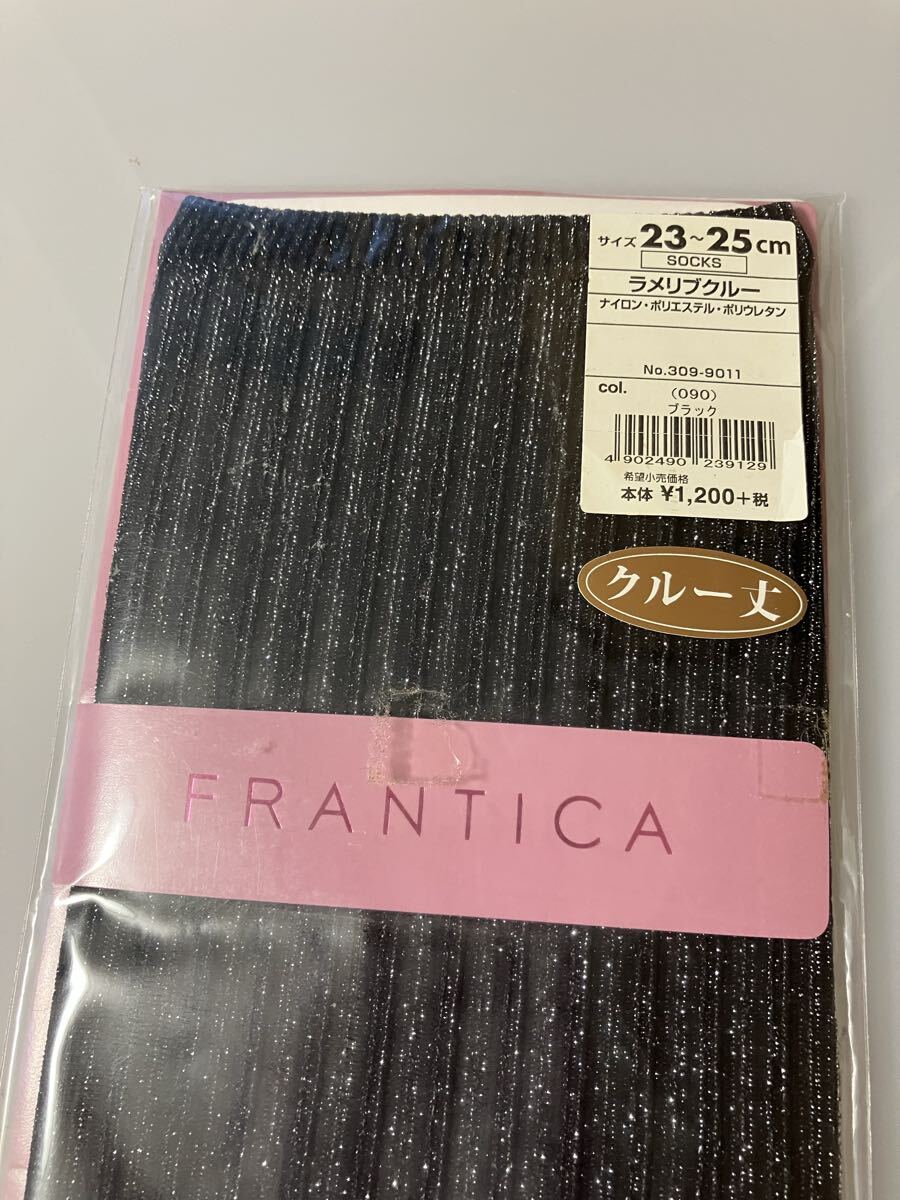 サイズ 23~25cm
SOCKS
ラメリブクルー
ナイロン・ポリエステル・ポリウレタン
No.309-9011
col. (090)
ブラック
4 902490 239129
希望小売価格
本体 ¥1,200+税
クルー丈
FRANTICA